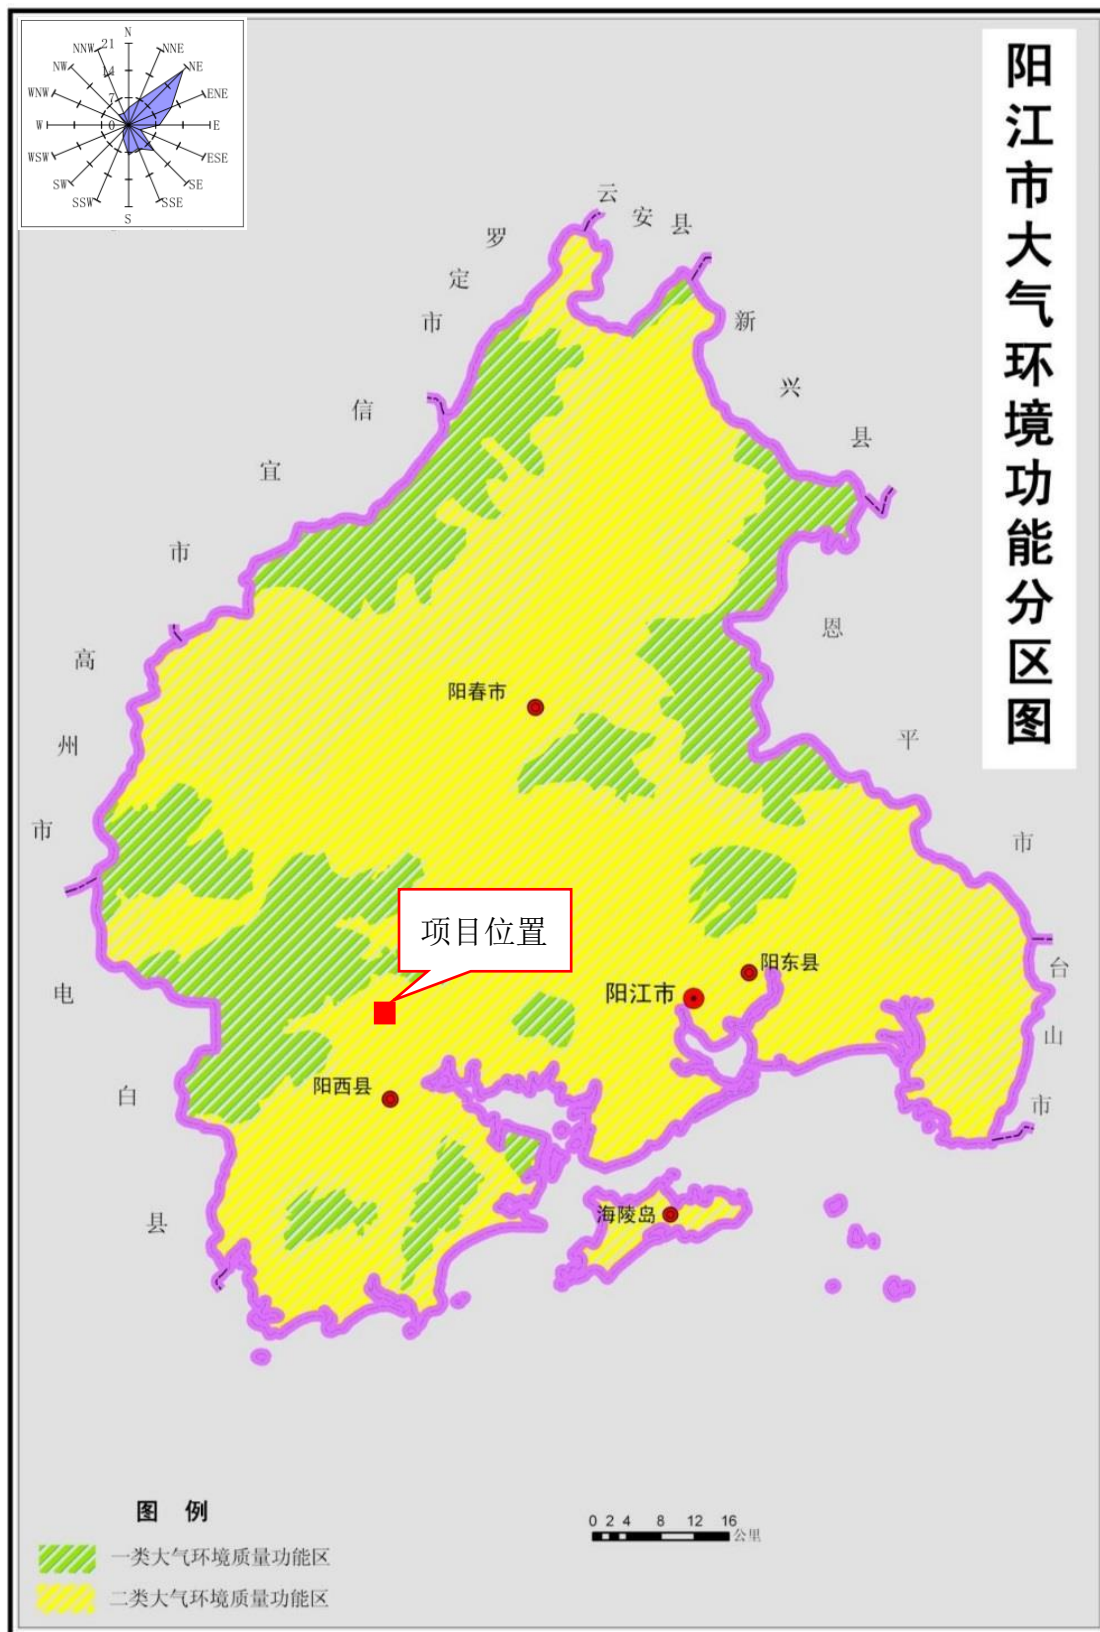 阳江市大气环境功能分区图
N
NNE
NE
ENE
E
ESE
SE
SSE
S
SSW
SW
WSW
W
WNW
NW
NNW
21
14
7
0
云安县
罗定市
新兴县
信宜市
恩平市
高州市
阳春市
项目位置
阳东县
阳江市
台山市
电白县
阳西县
海陵岛
图 例
一类大气环境质量功能区
二类大气环境质量功能区
0 2 4 8 12 16
公里